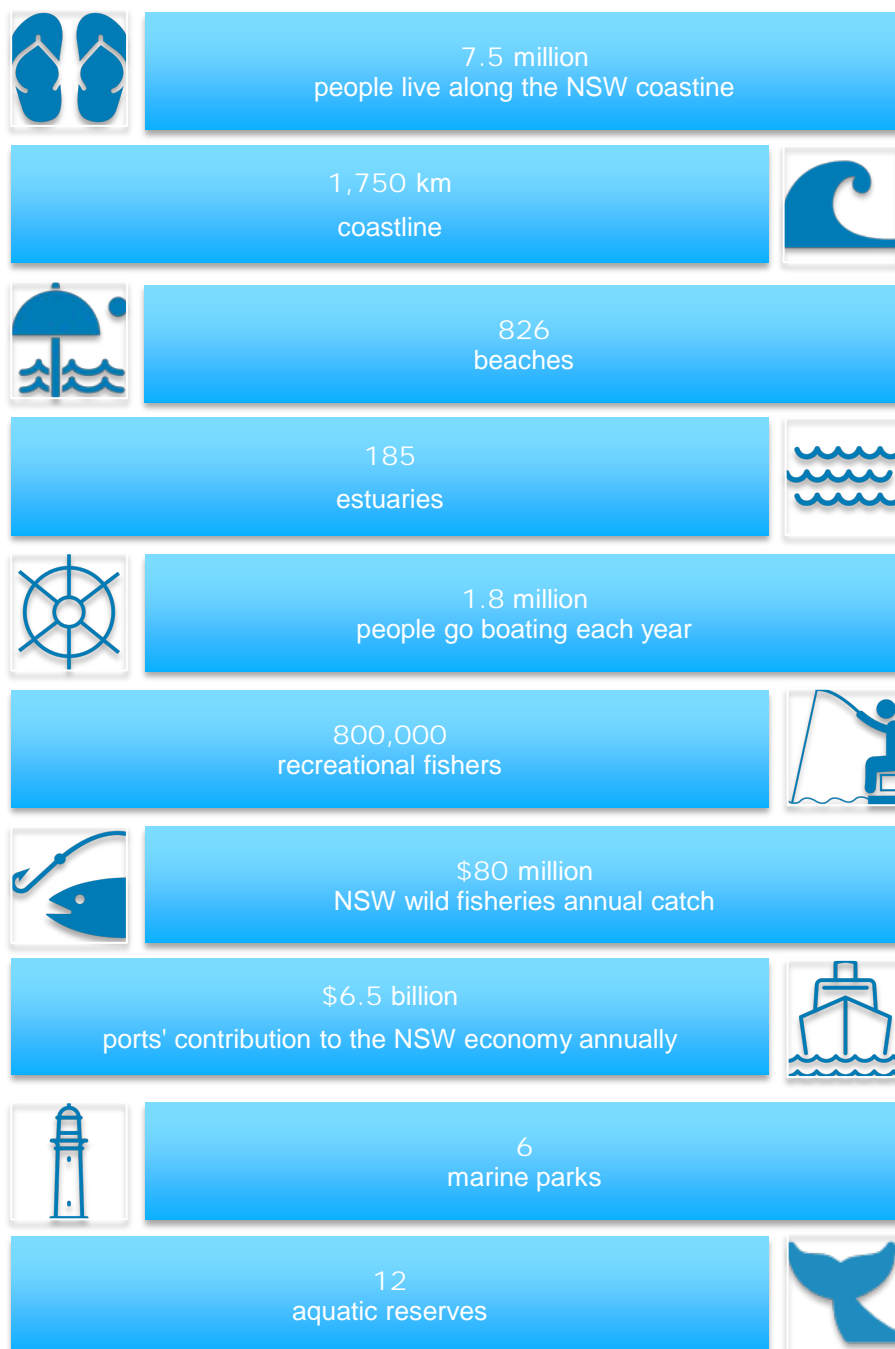 7.5 million
people live along the NSW coastine
1,750 km
coastline
826
beaches
185
estuaries
1.8 million
people go boating each year
800,000
recreational fishers
$80 million
NSW wild fisheries annual catch
$6.5 billion
ports' contribution to the NSW economy annually
6
marine parks
12
aquatic reserves